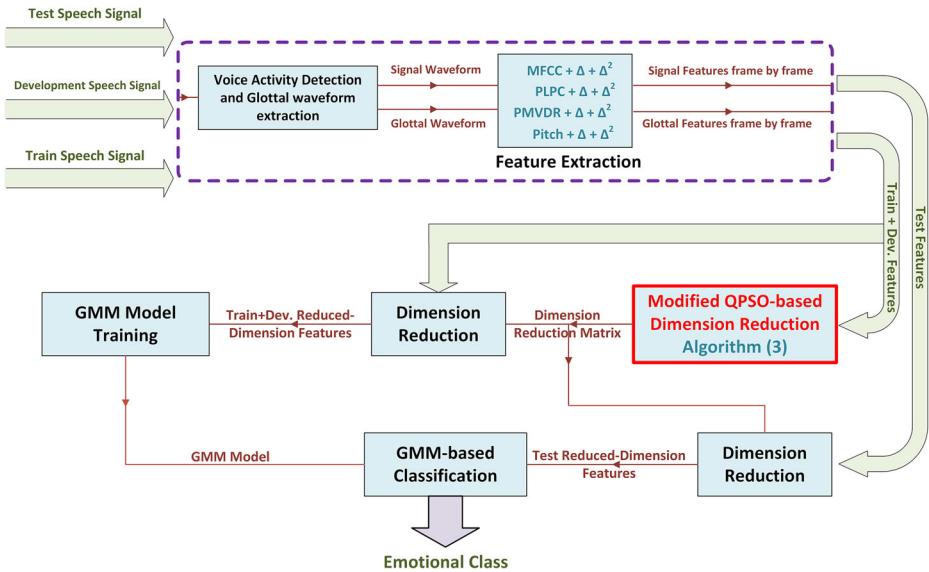 Test Speech Signal
Development Speech Signal
Train Speech Signal
Voice Activity Detection
and Glottal waveform
extraction
Signal Waveform
Glottal Waveform
MFCC + Δ + Δ²
PLPC + Δ + Δ²
PMVDR + Δ + Δ²
Pitch + Δ + Δ²
Feature Extraction
Signal Features frame by frame
Glottal Features frame by frame
Train + Dev. Features
Test Features
GMM Model
Training
Train+Dev. Reduced-
Dimension Features
Dimension
Reduction
Dimension
Reduction Matrix
Modified QPSO-based
Dimension Reduction
Algorithm (3)
GMM Model
GMM-based
Classification
Test Reduced-Dimension
Features
Dimension
Reduction
Emotional Class